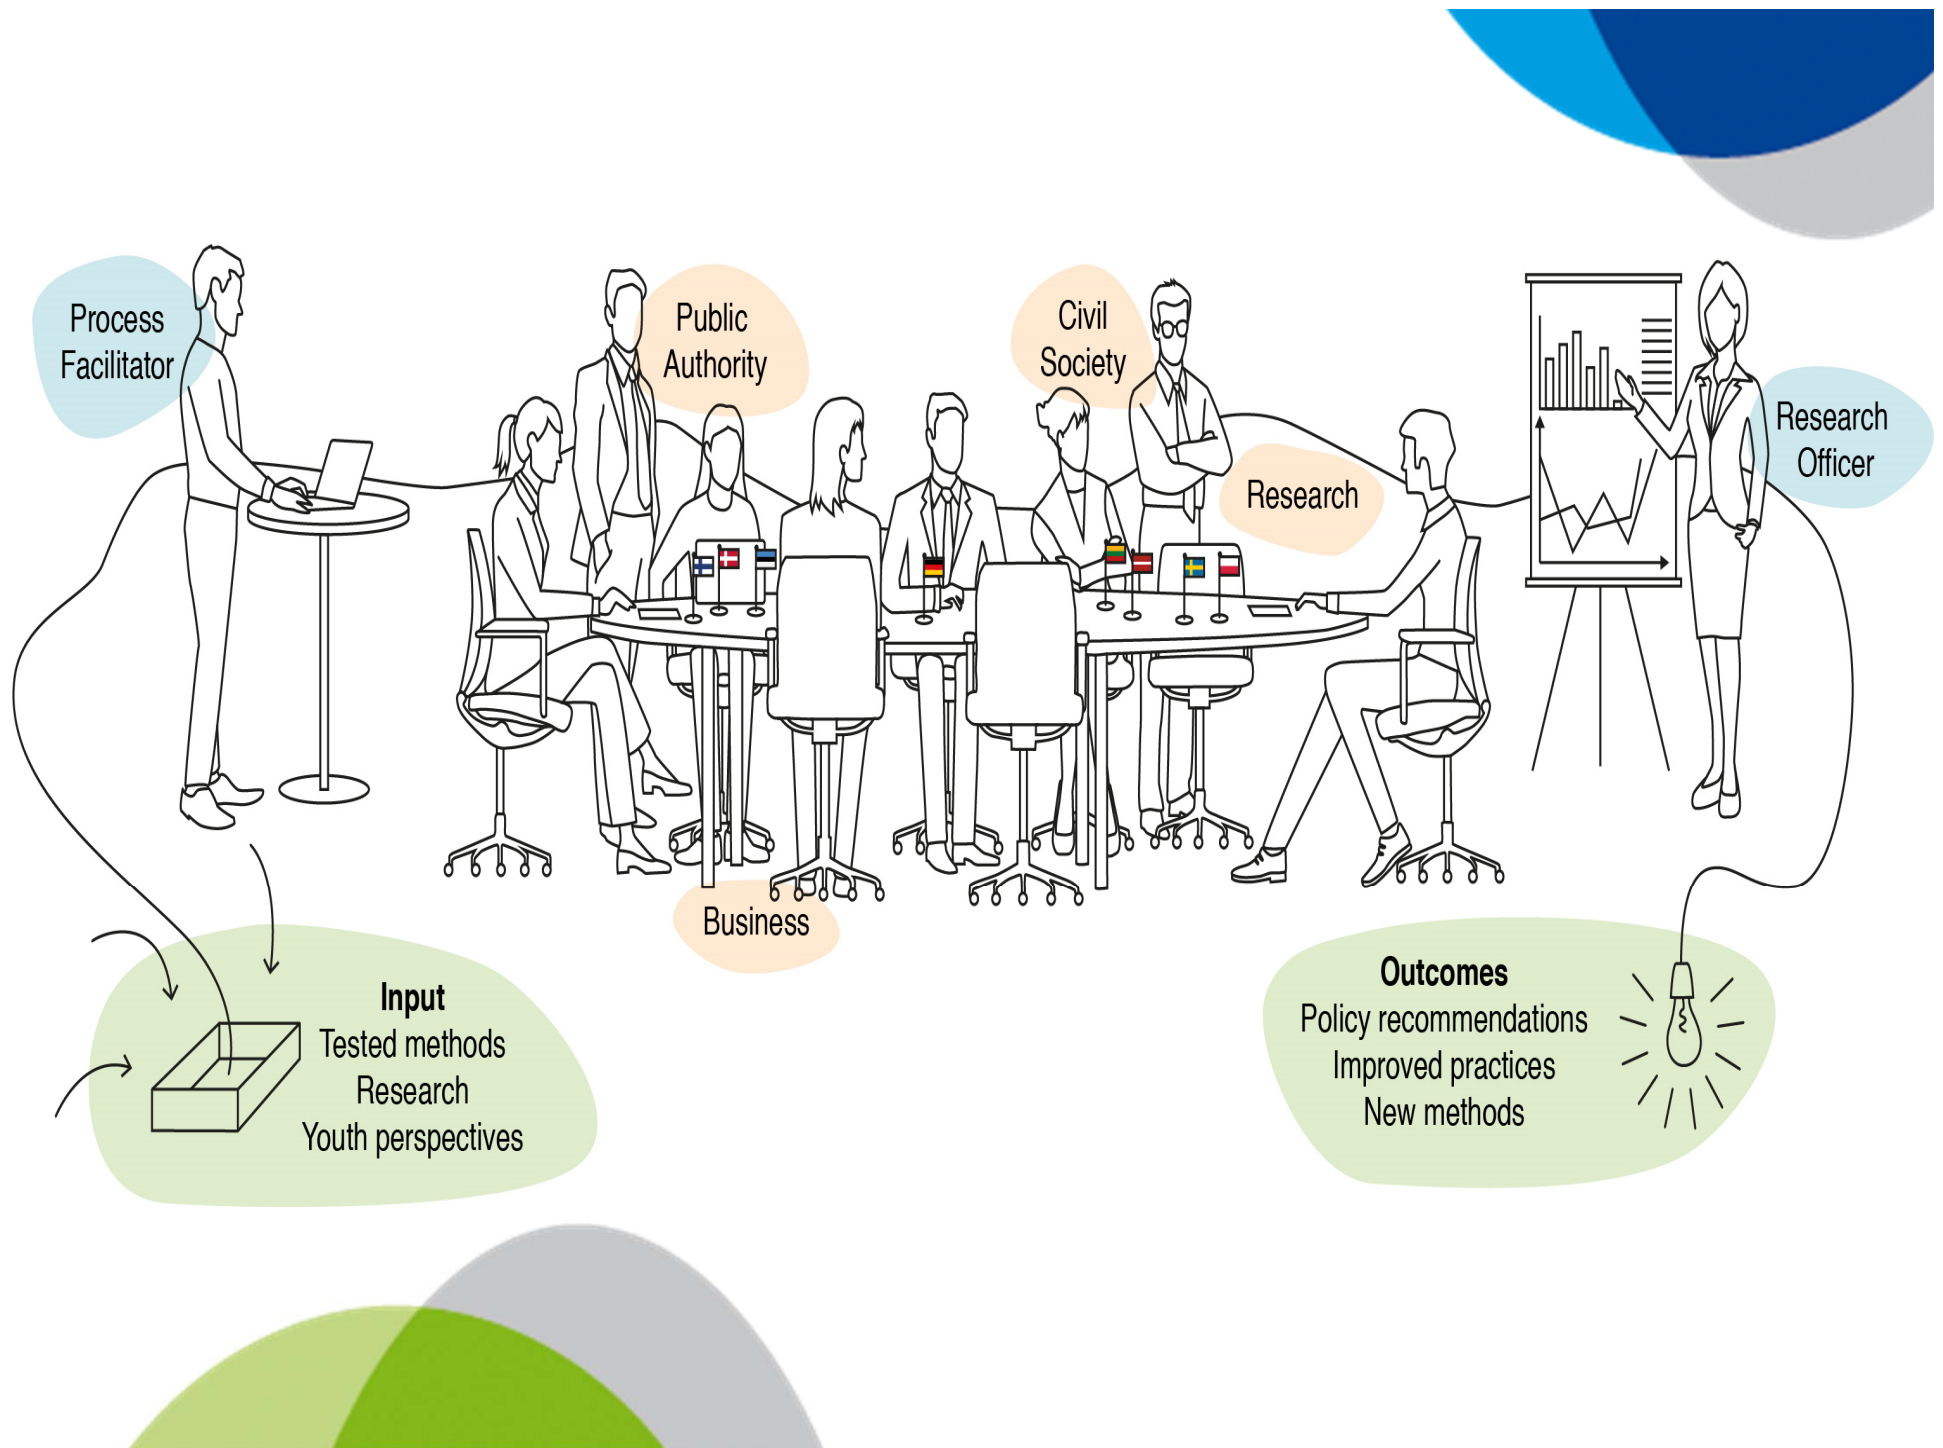 Process
Facilitator
Public
Authority
Civil
Society
Research
Officer
Research
Business
Input
Tested methods
Research
Youth perspectives
Outcomes
Policy recommendations
Improved practices
New methods